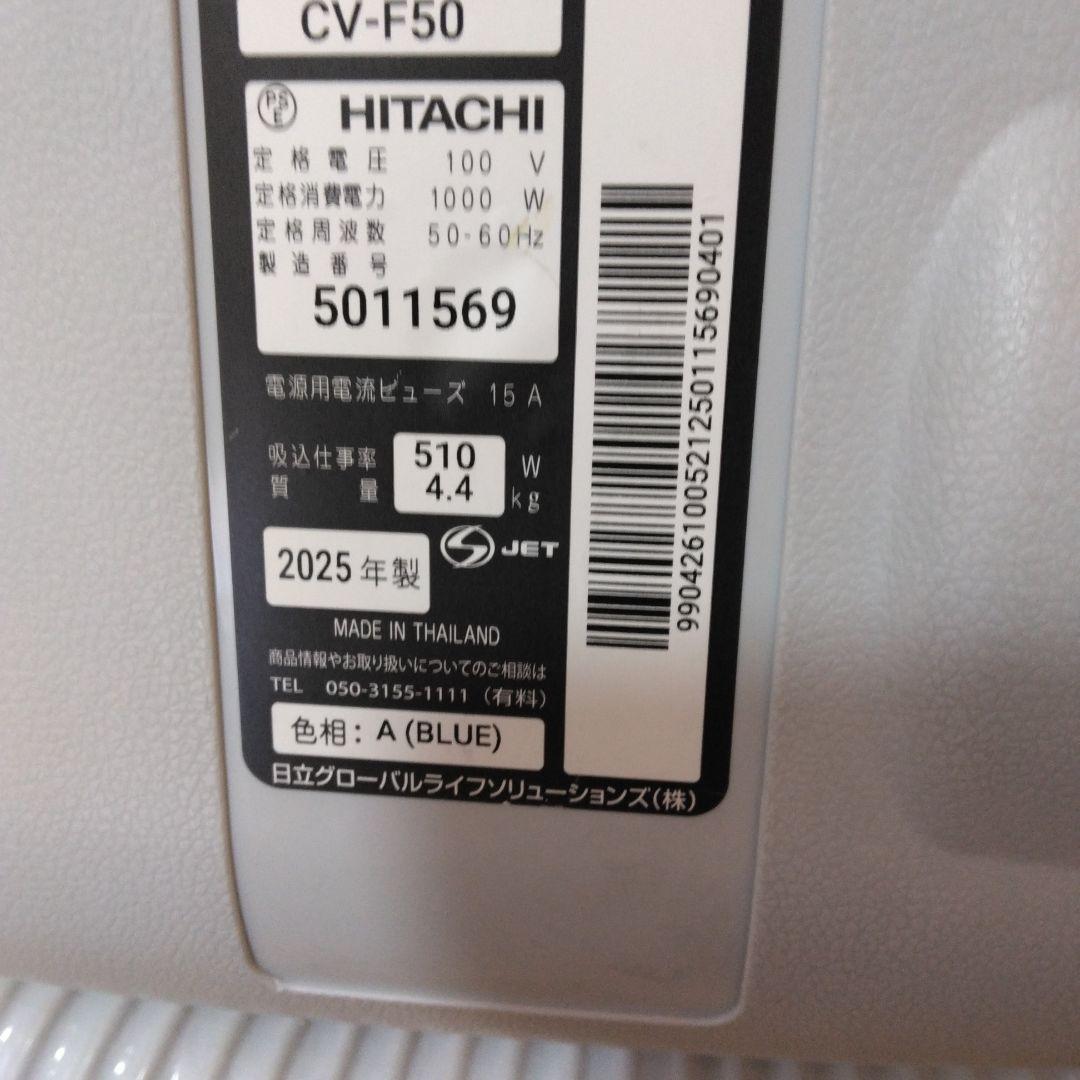 CV-F50
PSE HITACHI
定格電圧 100 V
定格消費電力 1000 W
定格周波数 50-60Hz
製造番号
5011569
電源用電流ヒューズ 15 A
吸込仕事率 510 W
質量 4.4 kg
2025年製
S JET
MADE IN THAILAND
商品情報やお取り扱いについてのご相談は
TEL 050-3155-1111(有料)
色相:A(BLUE)
日立グローバルライフソリューションズ(株)
990426100521250115690401